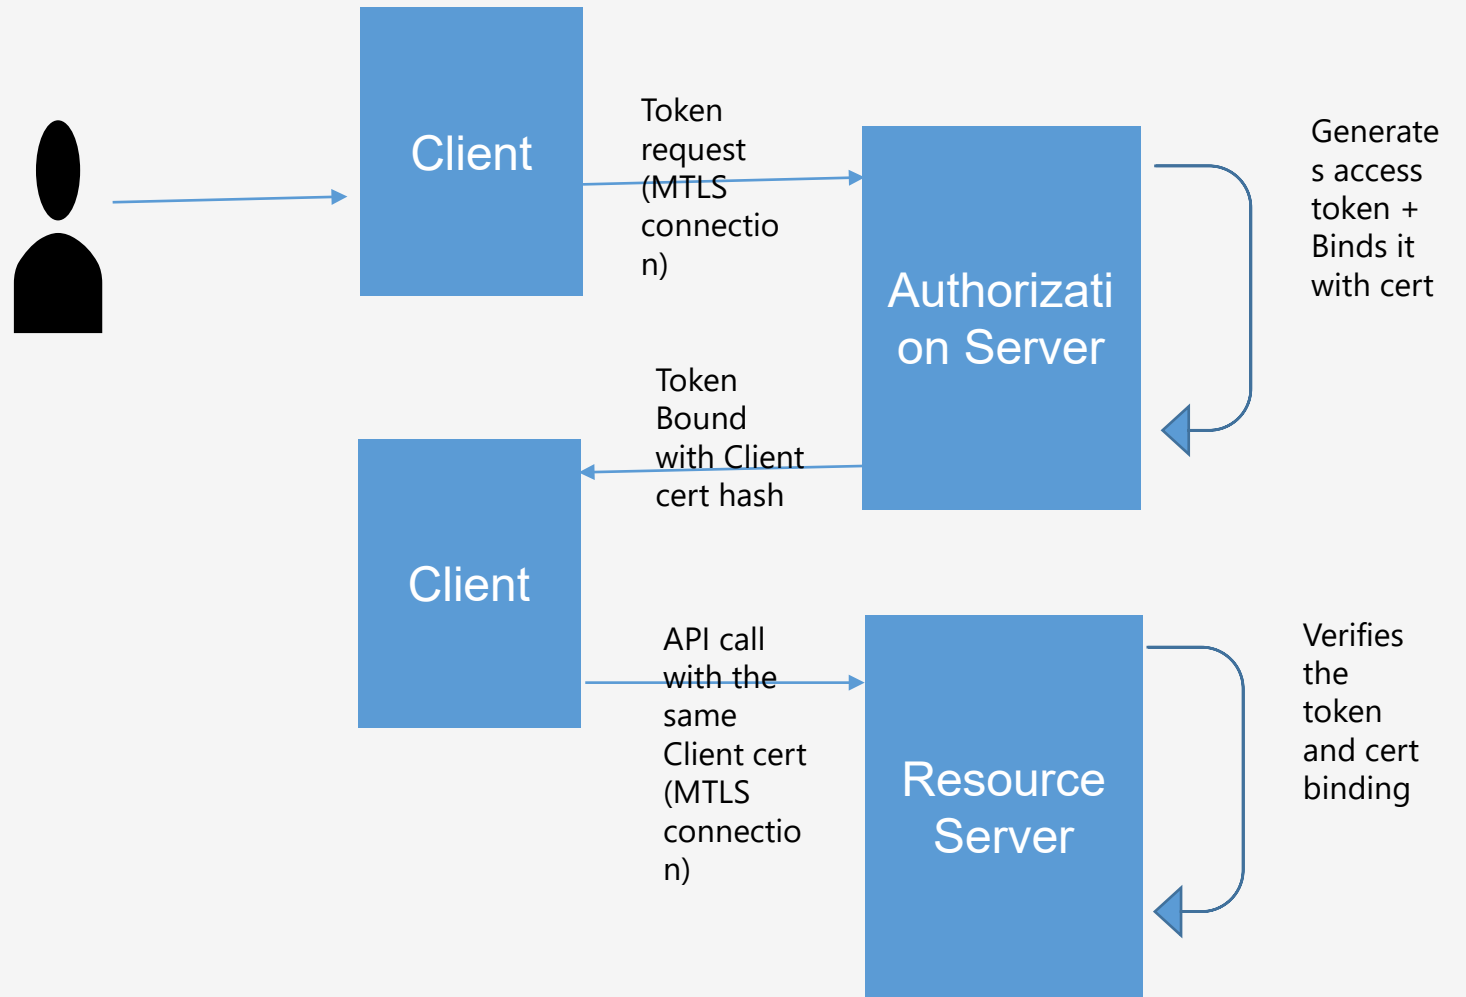 Client
Token
request
(MTLS
connectio
n)
Authorizati
on Server
Generate
s access
token +
Binds it
with cert
Token
Bound
with Client
cert hash
Client
API call
with the
same
Client cert
(MTLS
connectio
n)
Resource
Server
Verifies
the
token
and cert
binding